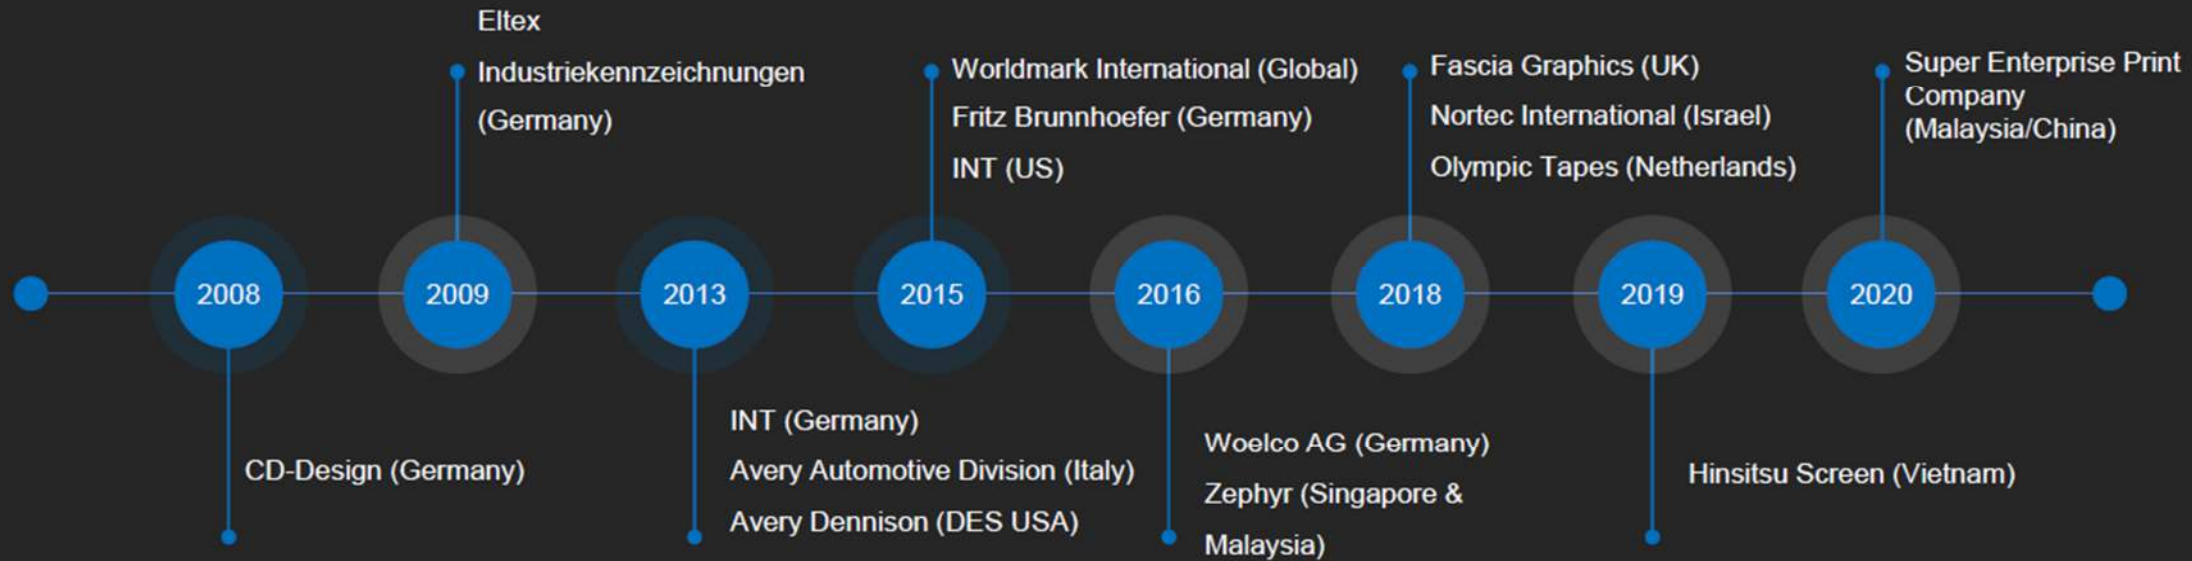 Eltex
Industriekennzeichnungen
(Germany)
Worldmark International (Global)
Fritz Brunnhoefer (Germany)
INT (US)
Fascia Graphics (UK)
Nortec International (Israel)
Olympic Tapes (Netherlands)
Super Enterprise Print
Company
(Malaysia/China)
2008
2009
2013
2015
2016
2018
2019
2020
CD-Design (Germany)
INT (Germany)
Avery Automotive Division (Italy)
Avery Dennison (DES USA)
Woelco AG (Germany)
Zephyr (Singapore &
Malaysia)
Hinsitsu Screen (Vietnam)